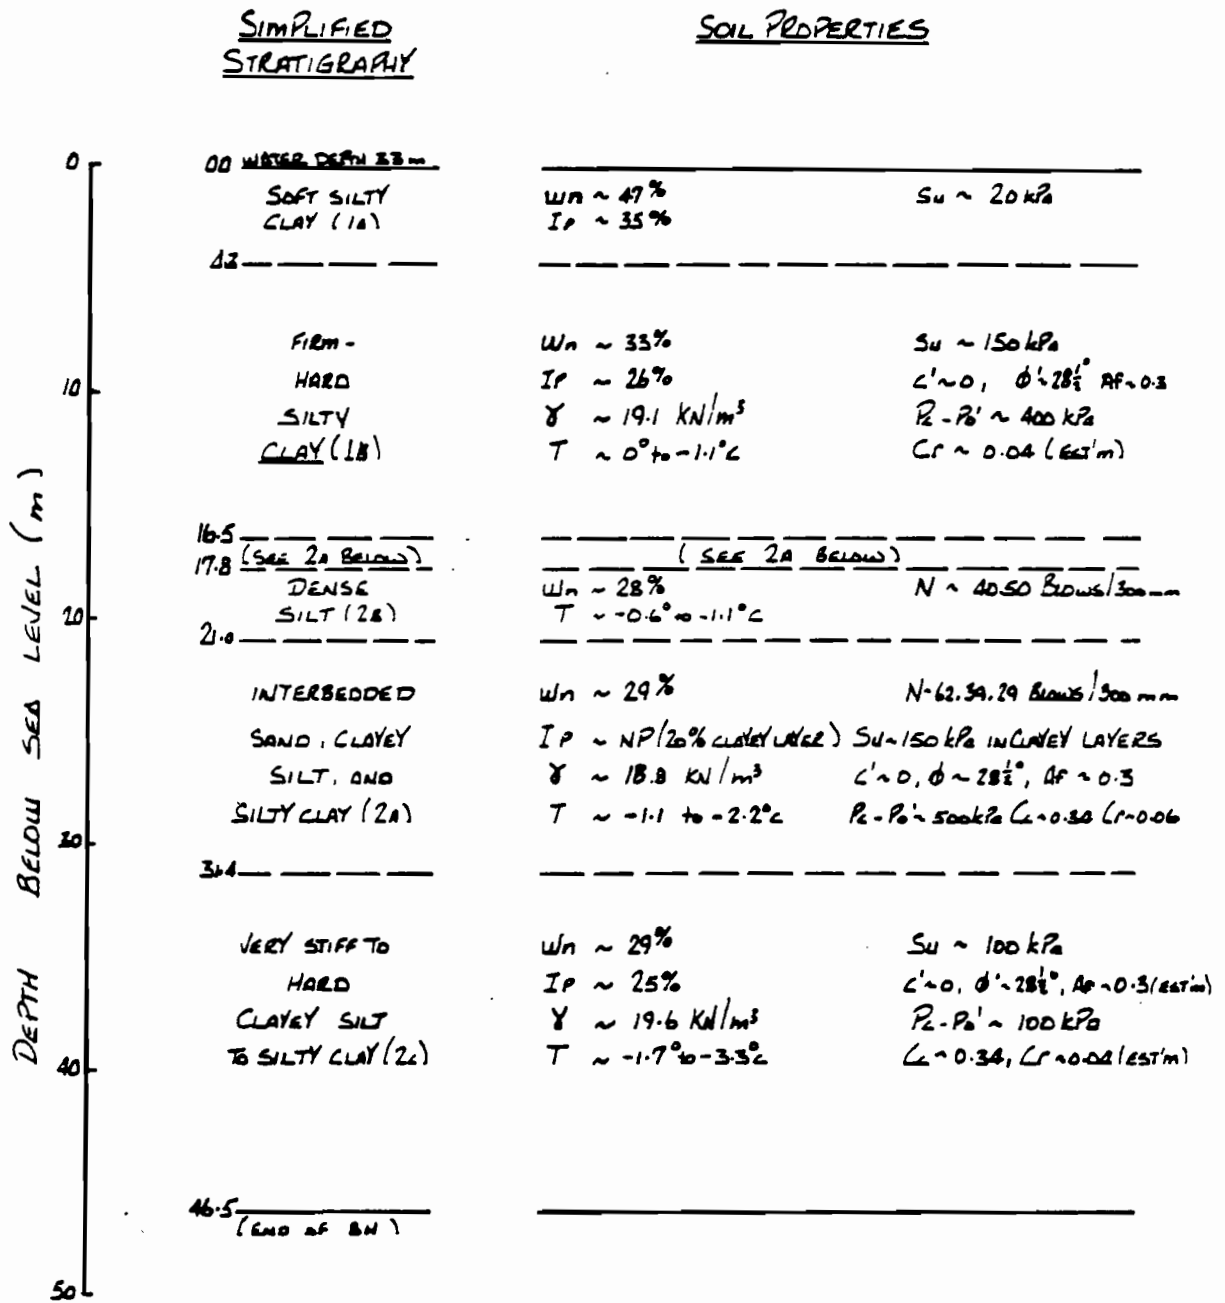 SIMPLIFIED
STRATIGRAPHY
SOIL PROPERTIES
DEPTH BELOW SEA LEVEL (m)
0
10
20
30
40
50
0.0 WATER DEPTH 33 m
SOFT SILTY
CLAY (1A)
Wn ~ 47%
IP ~ 35%
Su ~ 20 kPa
4.3
FIRM -
HARD
SILTY
CLAY (1B)
Wn ~ 33%
IP ~ 26%
γ ~ 19.1 KN/m³
T ~ 0° to -1.1°C
Su ~ 150 kPa
c' ~ 0, φ' ~ 28½° Af ~ 0.3
Pc - Po' ~ 400 kPa
Cr ~ 0.04 (EST'm)
16.5
(SEE 2A BELOW)
(SEE 2A BELOW)
17.8
DENSE
SILT (2B)
Wn ~ 28%
T ~ -0.6° to -1.1°C
N ~ 40.50 BLOWS/300mm
21.0
INTERBEDDED
SAND, CLAYEY
SILT, AND
SILTY CLAY (2A)
Wn ~ 29%
IP ~ NP/20% CLAYEY LAYER)
γ ~ 18.8 KN/m³
T ~ -1.1 to -2.2°C
N-62.34.29 BLOWS/300 mm
Su ~ 150 kPa IN CLAYEY LAYERS
c' ~ 0, φ ~ 28½°, Af ~ 0.3
Pc - Po' ~ 500 kPa Cc ~ 0.34 Cr ~ 0.06
31.4
VERY STIFF TO
HARD
CLAYEY SILT
TO SILTY CLAY (2C)
Wn ~ 29%
IP ~ 25%
γ ~ 19.6 KN/m³
T ~ -1.7° to -3.3°C
Su ~ 100 kPa
c' ~ 0, φ' ~ 28½°, Af ~ 0.3 (EST'm)
Pc - Po' ~ 100 kPa
Cc ~ 0.34, Cr ~ 0.04 (EST'm)
46.5
(END OF BH)